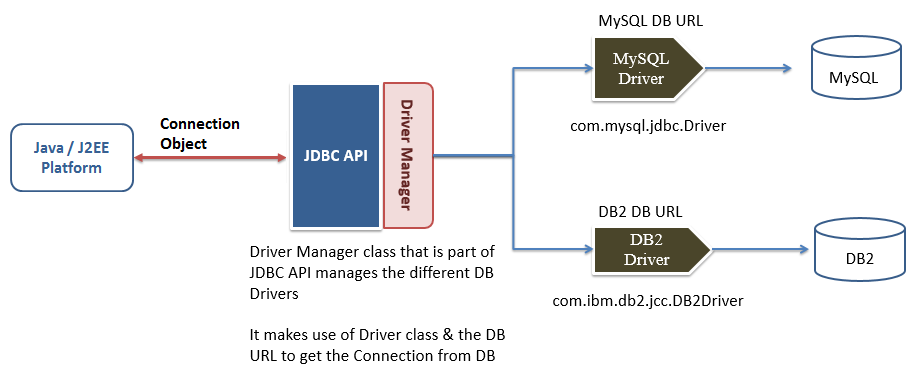 Java / J2EE
Platform
Connection
Object
JDBC API
Driver Manager
Driver Manager class that is part of
JDBC API manages the different DB
Drivers
It makes use of Driver class & the DB
URL to get the Connection from DB
MySQL DB URL
MySQL
Driver
com.mysql.jdbc.Driver
MySQL
DB2 DB URL
DB2
Driver
com.ibm.db2.jcc.DB2Driver
DB2